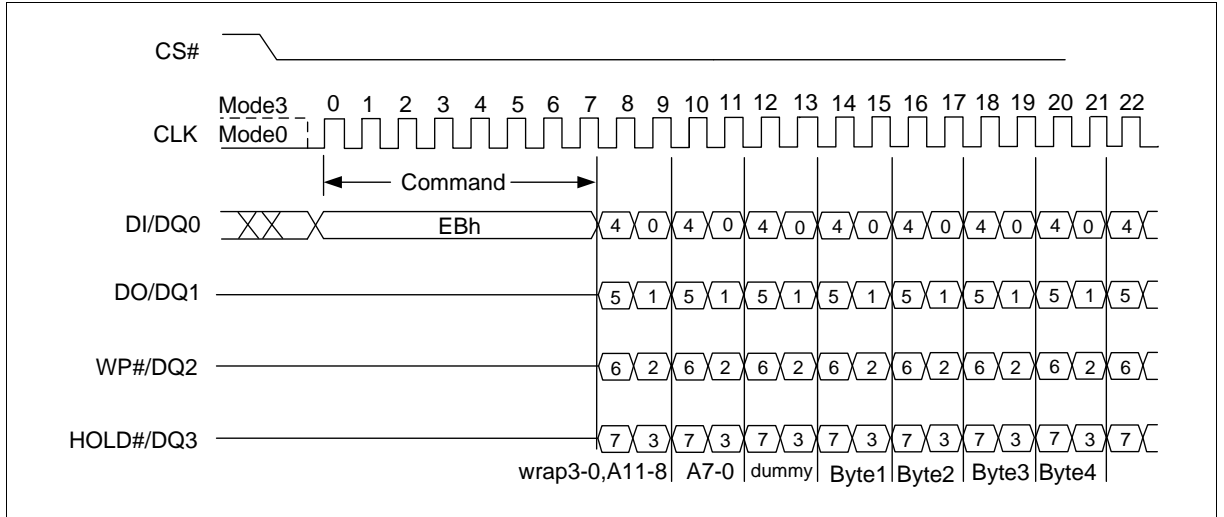 CS#
Mode3 0 1 2 3 4 5 6 7 8 9 10 11 12 13 14 15 16 17 18 19 20 21 22
CLK Mode0
Command
DI/DQ0 EBh 4 0 4 0 4 0 4 0 4 0 4 0 4 0 4
DO/DQ1 5 1 5 1 5 1 5 1 5 1 5 1 5 1 5
WP#/DQ2 6 2 6 2 6 2 6 2 6 2 6 2 6 2 6
HOLD#/DQ3 7 3 7 3 7 3 7 3 7 3 7 3 7 3 7
wrap3-0,A11-8 A7-0 dummy Byte1 Byte2 Byte3 Byte4